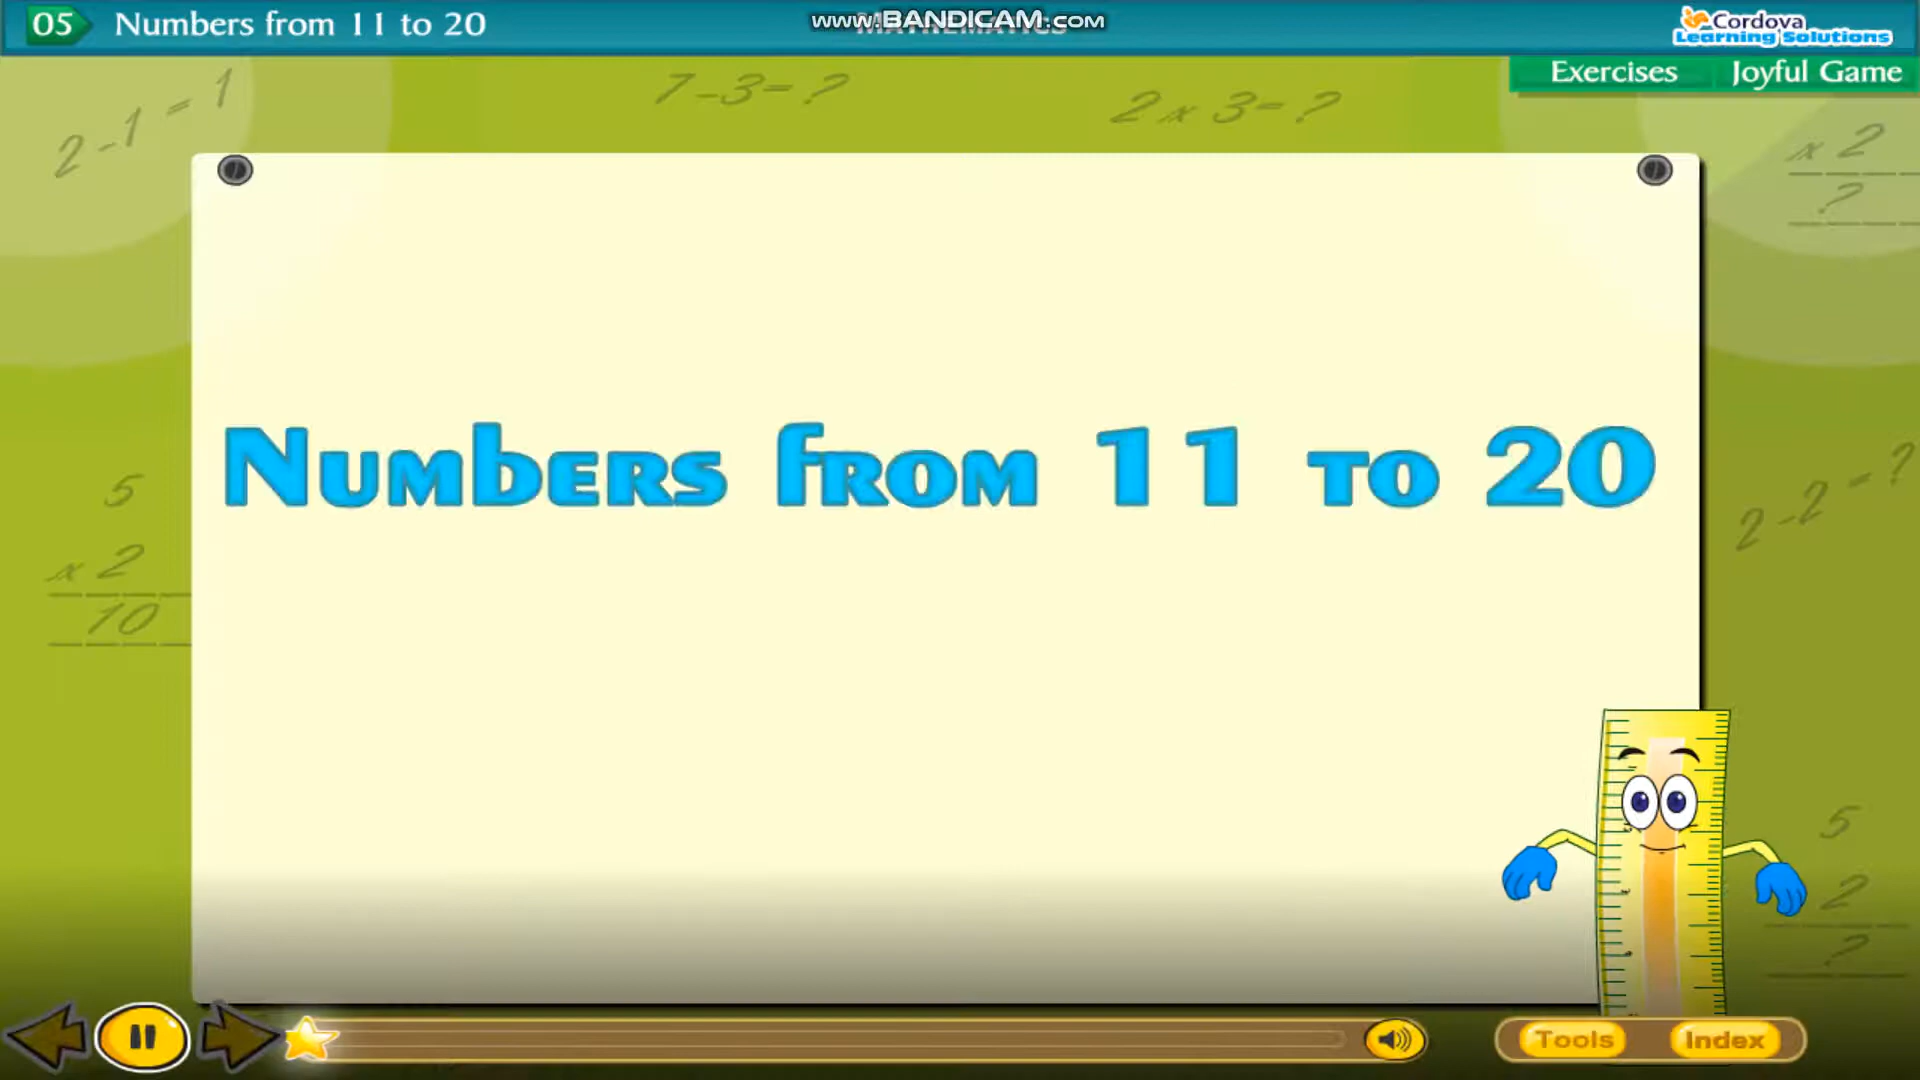 05 Numbers from 11 to 20
www.BANDICAM.com
MATHEMATICS
Cordova
Learning Solutions
Exercises Joyful Game
2-1=1
7-3=?
2x3=?
x2
?
Numbers from 11 to 20
5
x2
10
2-2=?
5
2
?
Tools Index